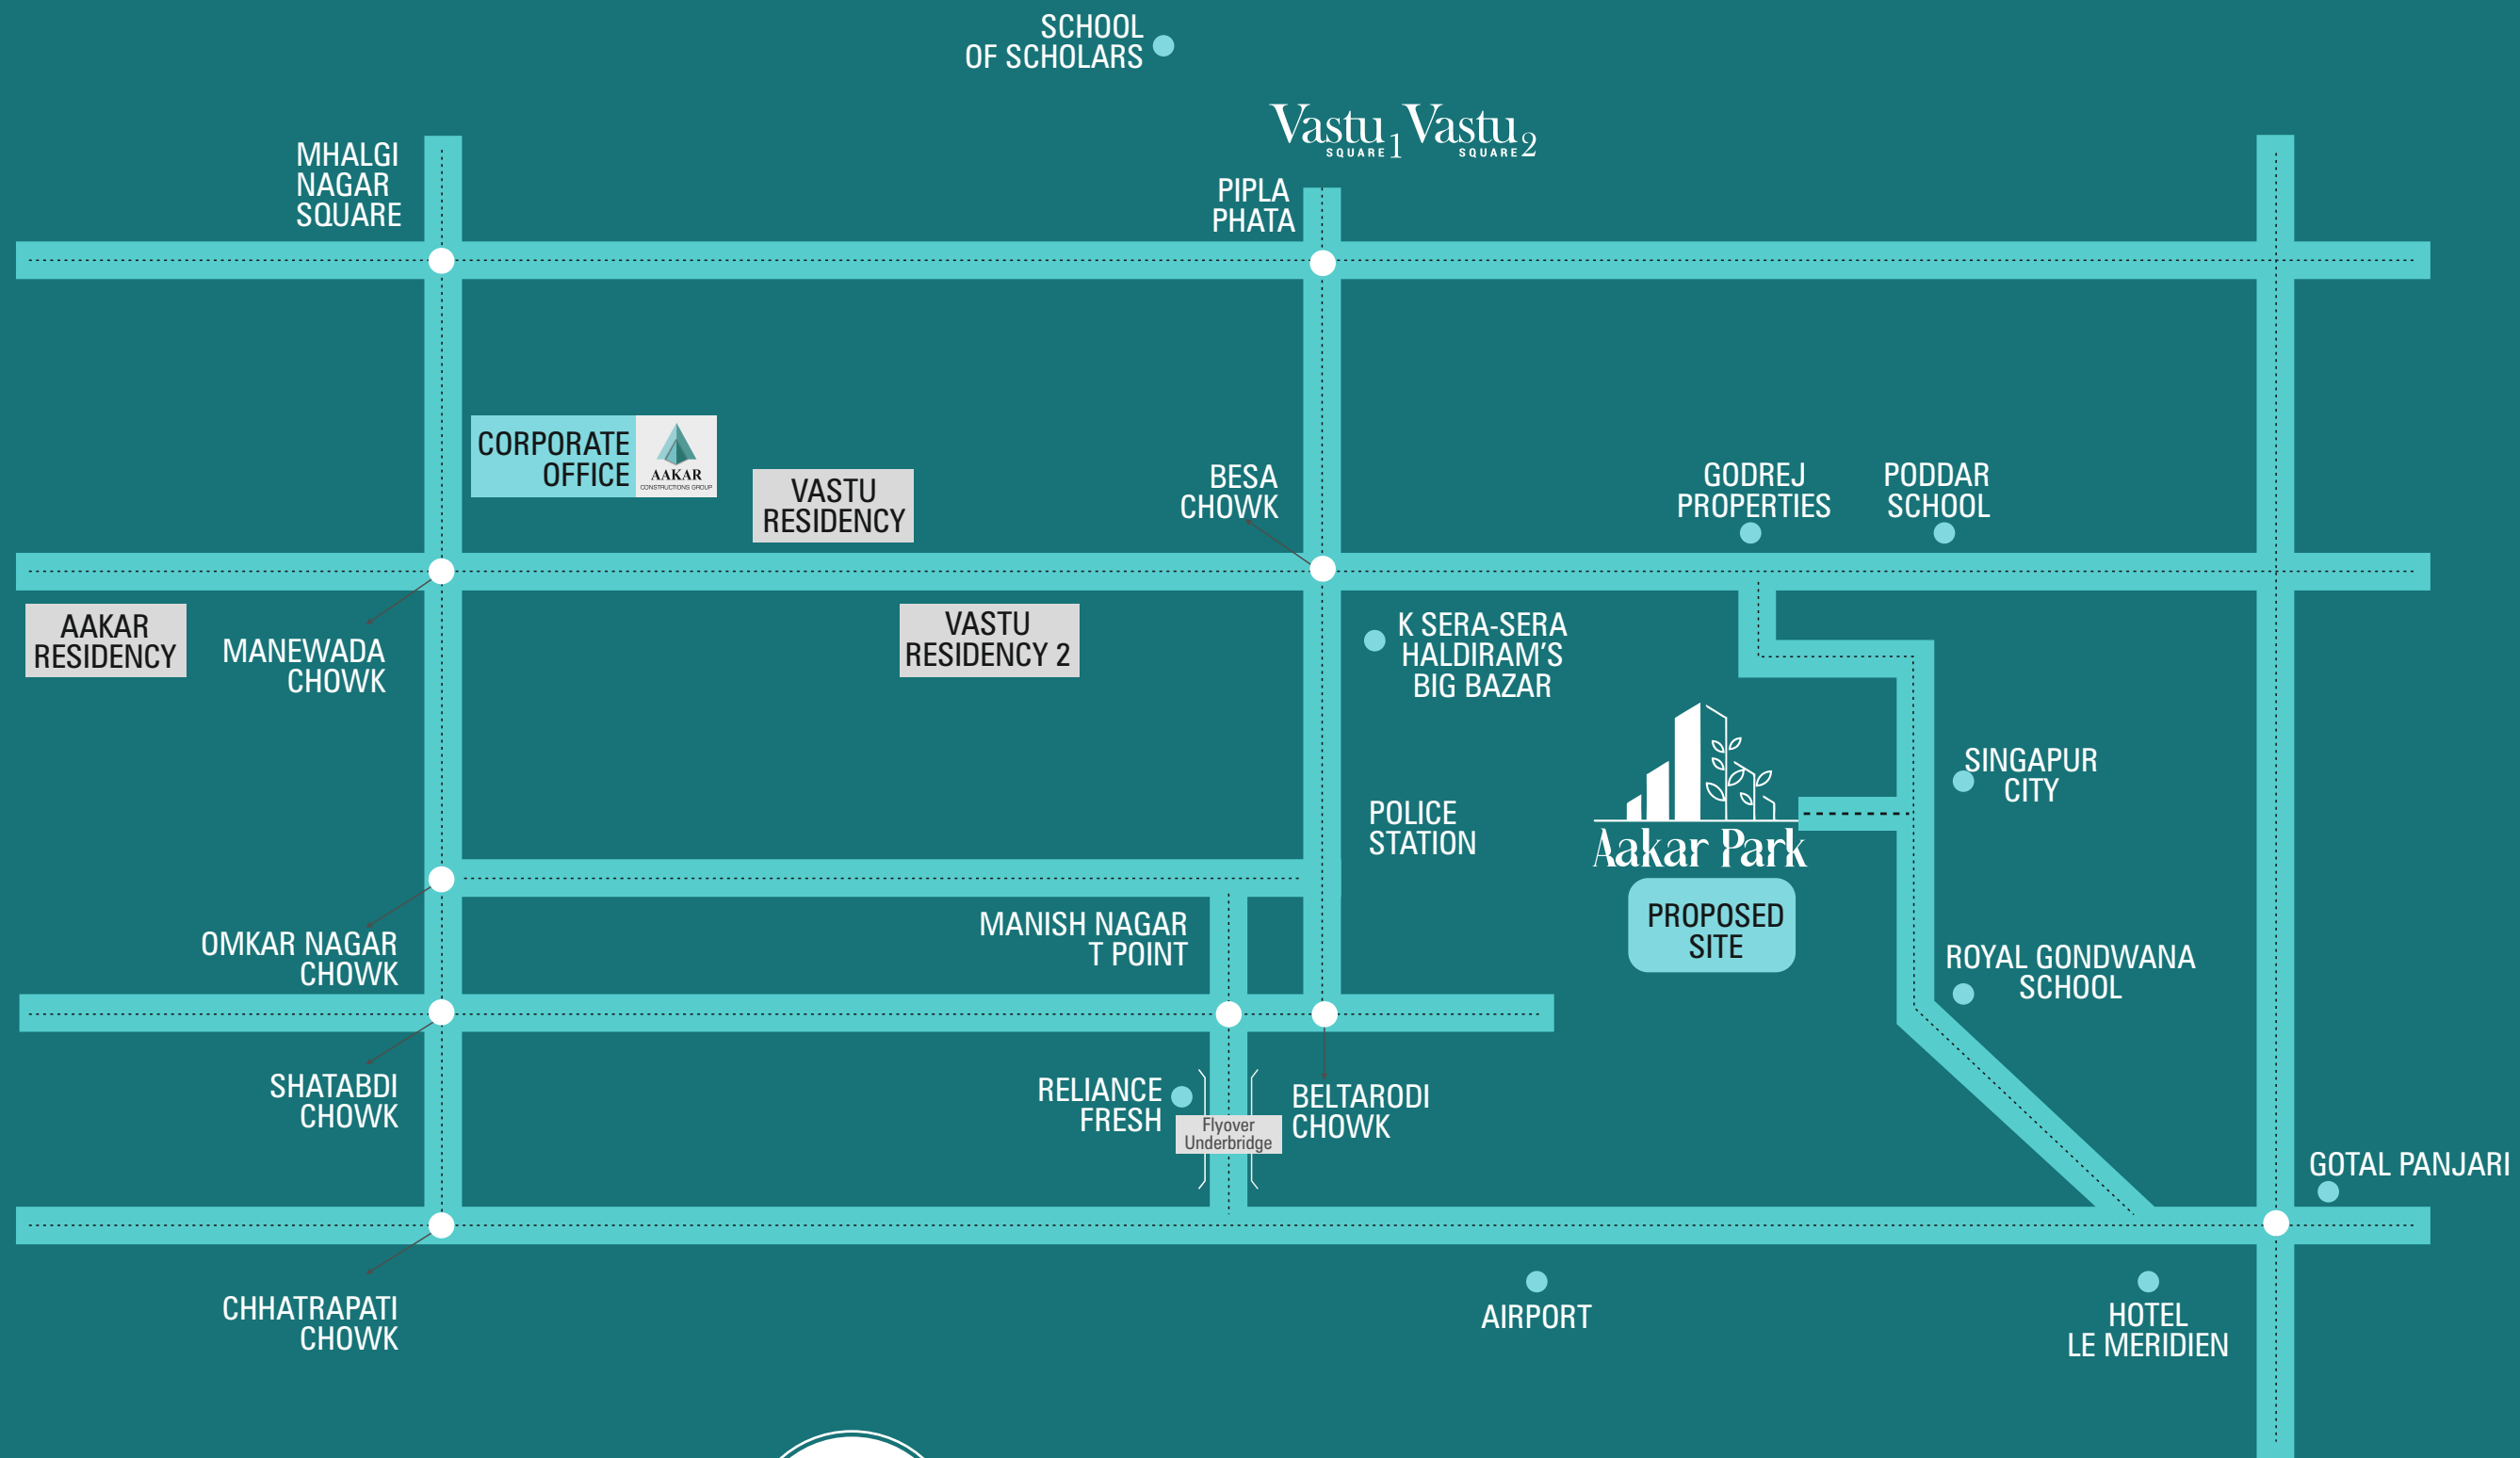 SCHOOL
OF SCHOLARS
Vastu 1 Vastu 2
SQUARE SQUARE
MHALGI
NAGAR
SQUARE
PIPLA
PHATA
CORPORATE
OFFICE
AAKAR
CONSTRUCTIONS GROUP
VASTU
RESIDENCY
BESA
CHOWK
GODREJ
PROPERTIES
PODDAR
SCHOOL
AAKAR
RESIDENCY
MANEWADA
CHOWK
VASTU
RESIDENCY 2
K SERA-SERA
HALDIRAM'S
BIG BAZAR
SINGAPUR
CITY
POLICE
STATION
Aakar Park
PROPOSED
SITE
OMKAR NAGAR
CHOWK
MANISH NAGAR
T POINT
ROYAL GONDWANA
SCHOOL
SHATABDI
CHOWK
RELIANCE
FRESH
Flyover
Underbridge
BELTARODI
CHOWK
GOTAL PANJARI
CHHATRAPATI
CHOWK
AIRPORT
HOTEL
LE MERIDIEN